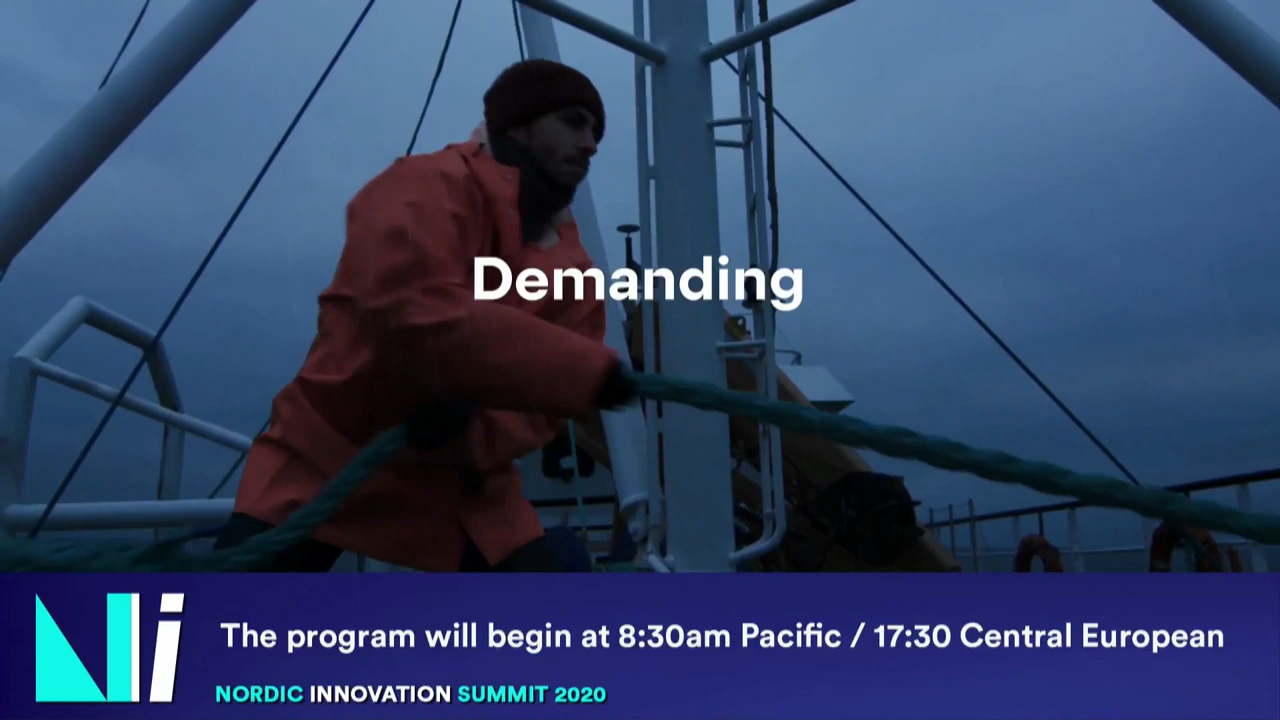 Demanding
Ni
The program will begin at 8:30am Pacific / 17:30 Central European
NORDIC INNOVATION SUMMIT 2020